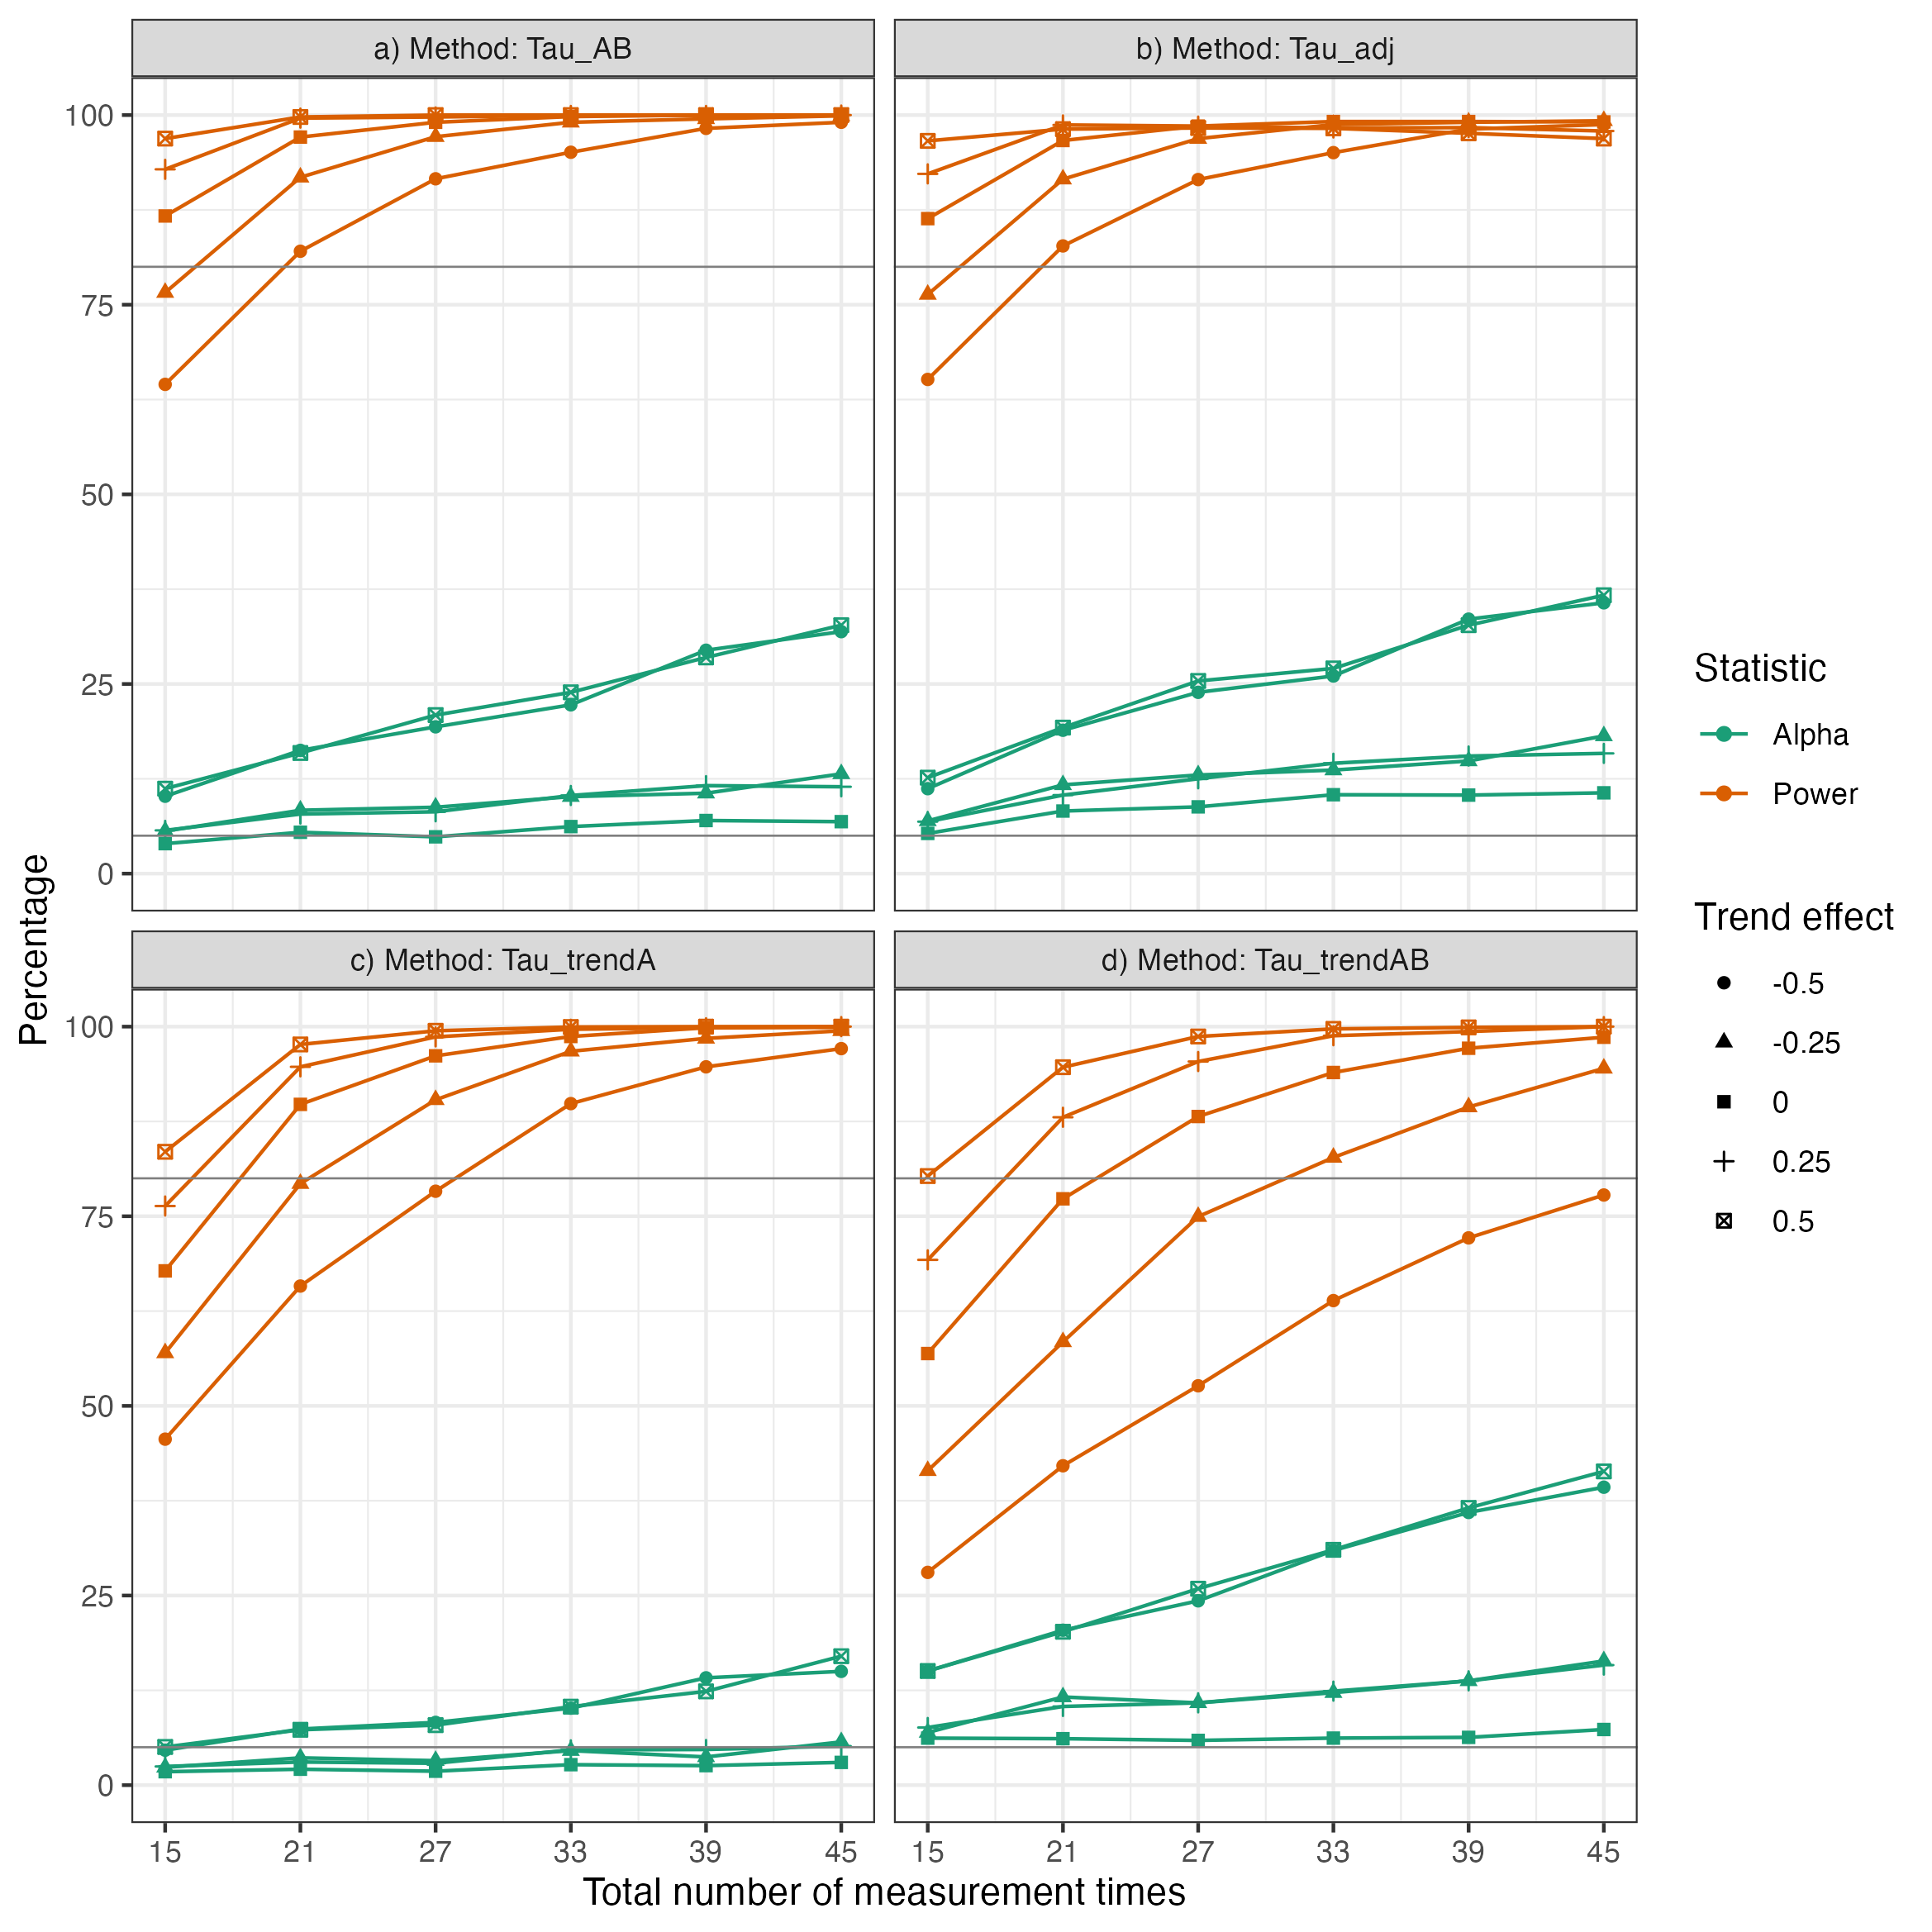 a) Method: Tau_AB
b) Method: Tau_adj
100
75
50
25
0
c) Method: Tau_trendA
d) Method: Tau_trendAB
100
75
50
25
0
15 21 27 33 39 45
15 21 27 33 39 45
Total number of measurement times
Percentage
Statistic
Alpha
Power
Trend effect
-0.5
-0.25
0
0.25
0.5